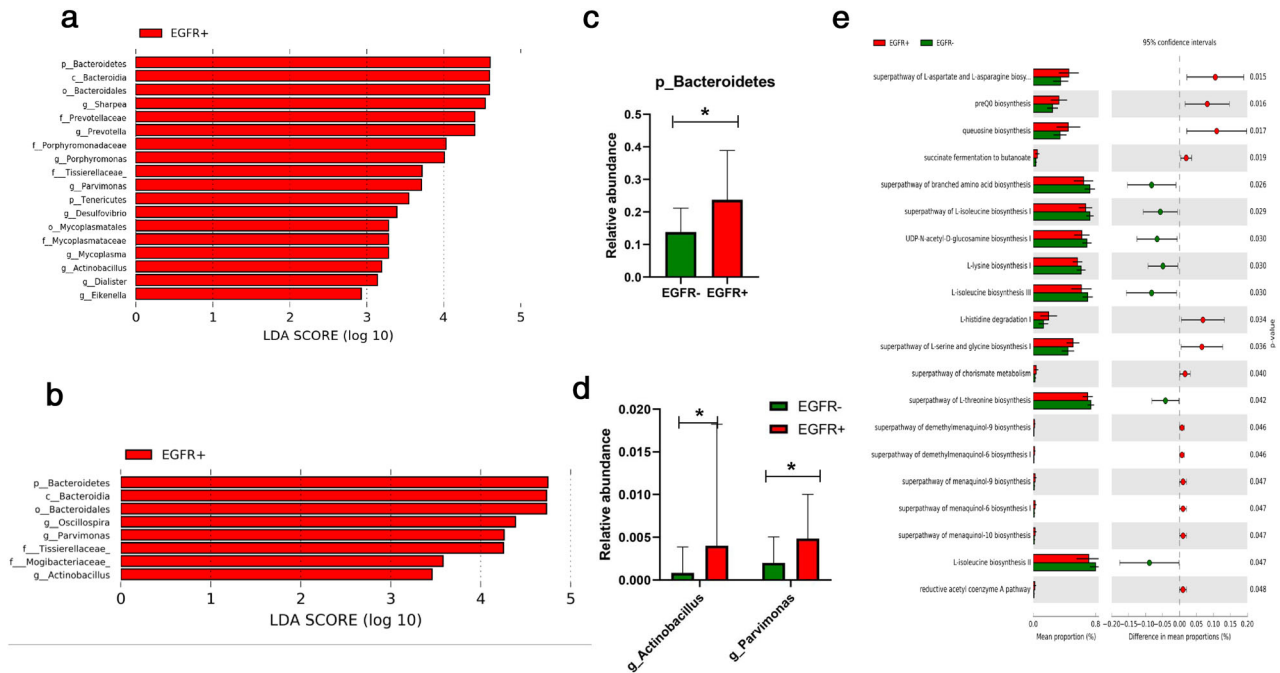 a
EGFR+
p__Bacteroidetes
c__Bacteroidia
o__Bacteroidales
g__Sharpea
f__Prevotellaceae
g__Prevotella
f__Porphyromonadaceae
g__Porphyromonas
f__Tissierellaceae_
g__Parvimonas
p__Tenericutes
g__Desulfovibrio
o__Mycoplasmatales
f__Mycoplasmataceae
g__Mycoplasma
g__Actinobacillus
g__Dialister
g__Eikenella
0 1 2 3 4 5
LDA SCORE (log 10)
b
EGFR+
p__Bacteroidetes
c__Bacteroidia
o__Bacteroidales
g__Oscillospira
g__Parvimonas
f___Tissierellaceae_
f___Mogibacteriaceae_
g__Actinobacillus
0 1 2 3 4 5
LDA SCORE (log 10)
c
p_Bacteroidetes
*
Relative abundance
0.5
0.4
0.3
0.2
0.1
0.0
EGFR- EGFR+
d
EGFR-
EGFR+
* *
Relative abundance
0.020
0.015
0.010
0.005
0.000
g_Actinobacillus
g_Parvimonas
e
EGFR+ EGFR-
95% confidence intervals
superpathway of L-aspartate and L-asparagine biosy... 0.015
preQ0 biosynthesis 0.016
queuosine biosynthesis 0.017
succinate fermentation to butanoate 0.019
superpathway of branched amino acid biosynthesis 0.026
superpathway of L-isoleucine biosynthesis I 0.029
UDP-N-acetyl-D-glucosamine biosynthesis I 0.030
L-lysine biosynthesis I 0.030
L-isoleucine biosynthesis III 0.030
L-histidine degradation I 0.034
superpathway of L-serine and glycine biosynthesis I 0.036
superpathway of chorismate metabolism 0.040
superpathway of L-threonine biosynthesis 0.042
superpathway of demethylmenaquinol-9 biosynthesis 0.046
superpathway of demethylmenaquinol-6 biosynthesis I 0.046
superpathway of menaquinol-9 biosynthesis 0.047
superpathway of menaquinol-6 biosynthesis I 0.047
superpathway of menaquinol-10 biosynthesis 0.047
L-isoleucine biosynthesis II 0.047
reductive acetyl coenzyme A pathway 0.048
p-value
0.0 0.8 −0.20−0.15−0.10−0.05 0.00 0.05 0.10 0.15 0.20
Mean proportion (%) Difference in mean proportions (%)